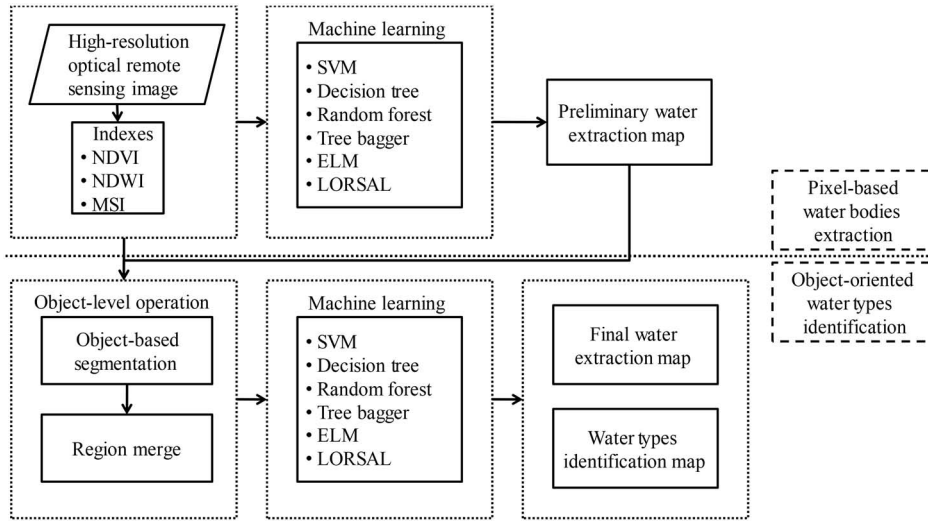 High-resolution
optical remote
sensing image
Indexes
• NDVI
• NDWI
• MSI
Machine learning
• SVM
• Decision tree
• Random forest
• Tree bagger
• ELM
• LORSAL
Preliminary water
extraction map
Pixel-based
water bodies
extraction
Object-oriented
water types
identification
Object-level operation
Object-based
segmentation
Region merge
Machine learning
• SVM
• Decision tree
• Random forest
• Tree bagger
• ELM
• LORSAL
Final water
extraction map
Water types
identification map